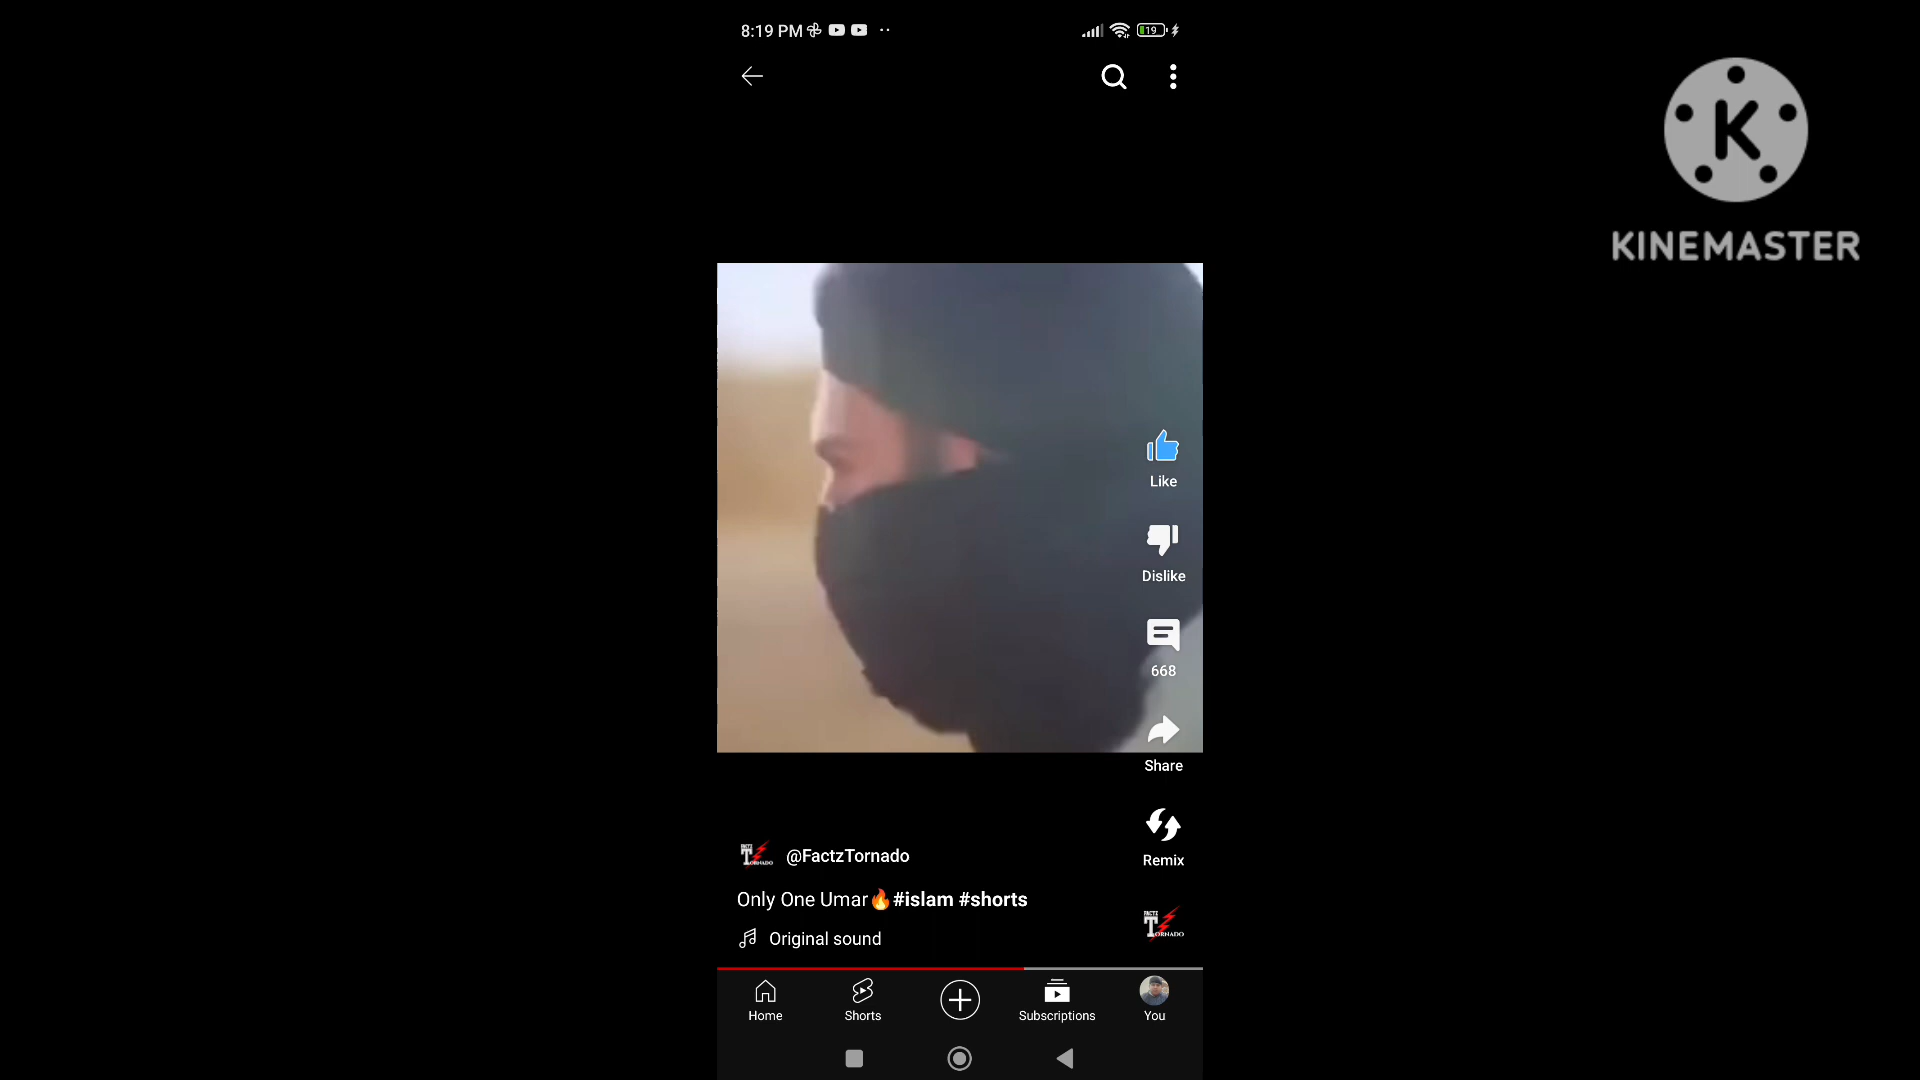 8:19 PM
19
KINEMASTER
Like
Dislike
668
Share
@FactzTornado
Remix
Only One Umar🔥#islam #shorts
Original sound
Home
Shorts
Subscriptions
You